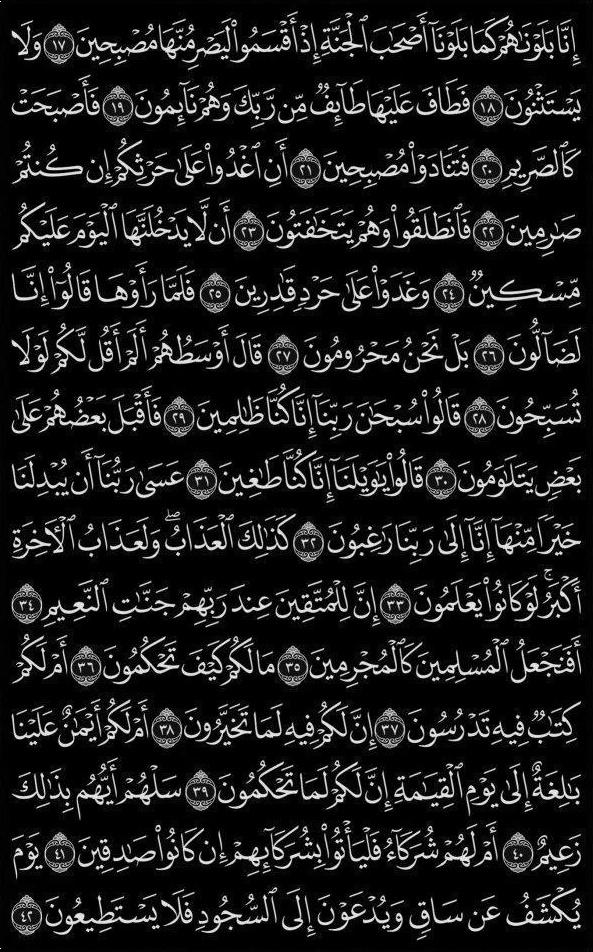 إِنَّا بَلَوْنَٰهُمْ كَمَا بَلَوْنَآ أَصْحَٰبَ ٱلْجَنَّةِ إِذْ أَقْسَمُوا۟ لَيَصْرِمُنَّهَا مُصْبِحِينَ ١٧ وَلَا
يَسْتَثْنُونَ ١٨ فَطَافَ عَلَيْهَا طَآئِفٌ مِّن رَّبِّكَ وَهُمْ نَآئِمُونَ ١٩ فَأَصْبَحَتْ
كَٱلصَّرِيمِ ٢٠ فَتَنَادَوْا۟ مُصْبِحِينَ ٢١ أَنِ ٱغْدُوا۟ عَلَىٰ حَرْثِكُمْ إِن كُنتُمْ
صَٰرِمِينَ ٢٢ فَٱنطَلَقُوا۟ وَهُمْ يَتَخَٰفَتُونَ ٢٣ أَن لَّا يَدْخُلَنَّهَا ٱلْيَوْمَ عَلَيْكُم
مِّسْكِينٌ ٢٤ وَغَدَوْا۟ عَلَىٰ حَرْدٍ قَٰدِرِينَ ٢٥ فَلَمَّا رَأَوْهَا قَالُوٓا۟ إِنَّا
لَضَآلُّونَ ٢٦ بَلْ نَحْنُ مَحْرُومُونَ ٢٧ قَالَ أَوْسَطُهُمْ أَلَمْ أَقُل لَّكُمْ لَوْلَا
تُسَبِّحُونَ ٢٨ قَالُوا۟ سُبْحَٰنَ رَبِّنَآ إِنَّا كُنَّا ظَٰلِمِينَ ٢٩ فَأَقْبَلَ بَعْضُهُمْ عَلَىٰ
بَعْضٍ يَتَلَٰوَمُونَ ٣٠ قَالُوا۟ يَٰوَيْلَنَآ إِنَّا كُنَّا طَٰغِينَ ٣١ عَسَىٰ رَبُّنَآ أَن يُبْدِلَنَا
خَيْرًا مِّنْهَآ إِنَّآ إِلَىٰ رَبِّنَا رَٰغِبُونَ ٣٢ كَذَٰلِكَ ٱلْعَذَابُ ۖ وَلَعَذَابُ ٱلْـَٔاخِرَةِ
أَكْبَرُ ۚ لَوْ كَانُوا۟ يَعْلَمُونَ ٣٣ إِنَّ لِلْمُتَّقِينَ عِندَ رَبِّهِمْ جَنَّٰتِ ٱلنَّعِيمِ ٣٤
أَفَنَجْعَلُ ٱلْمُسْلِمِينَ كَٱلْمُجْرِمِينَ ٣٥ مَا لَكُمْ كَيْفَ تَحْكُمُونَ ٣٦ أَمْ لَكُمْ
كِتَٰبٌ فِيهِ تَدْرُسُونَ ٣٧ إِنَّ لَكُمْ فِيهِ لَمَا تَخَيَّرُونَ ٣٨ أَمْ لَكُمْ أَيْمَٰنٌ عَلَيْنَا
بَٰلِغَةٌ إِلَىٰ يَوْمِ ٱلْقِيَٰمَةِ إِنَّ لَكُمْ لَمَا تَحْكُمُونَ ٣٩ سَلْهُمْ أَيُّهُم بِذَٰلِكَ
زَعِيمٌ ٤٠ أَمْ لَهُمْ شُرَكَآءُ فَلْيَأْتُوا۟ بِشُرَكَآئِهِمْ إِن كَانُوا۟ صَٰدِقِينَ ٤١ يَوْمَ
يُكْشَفُ عَن سَاقٍ وَيُدْعَوْنَ إِلَى ٱلسُّجُودِ فَلَا يَسْتَطِيعُونَ ٤٢